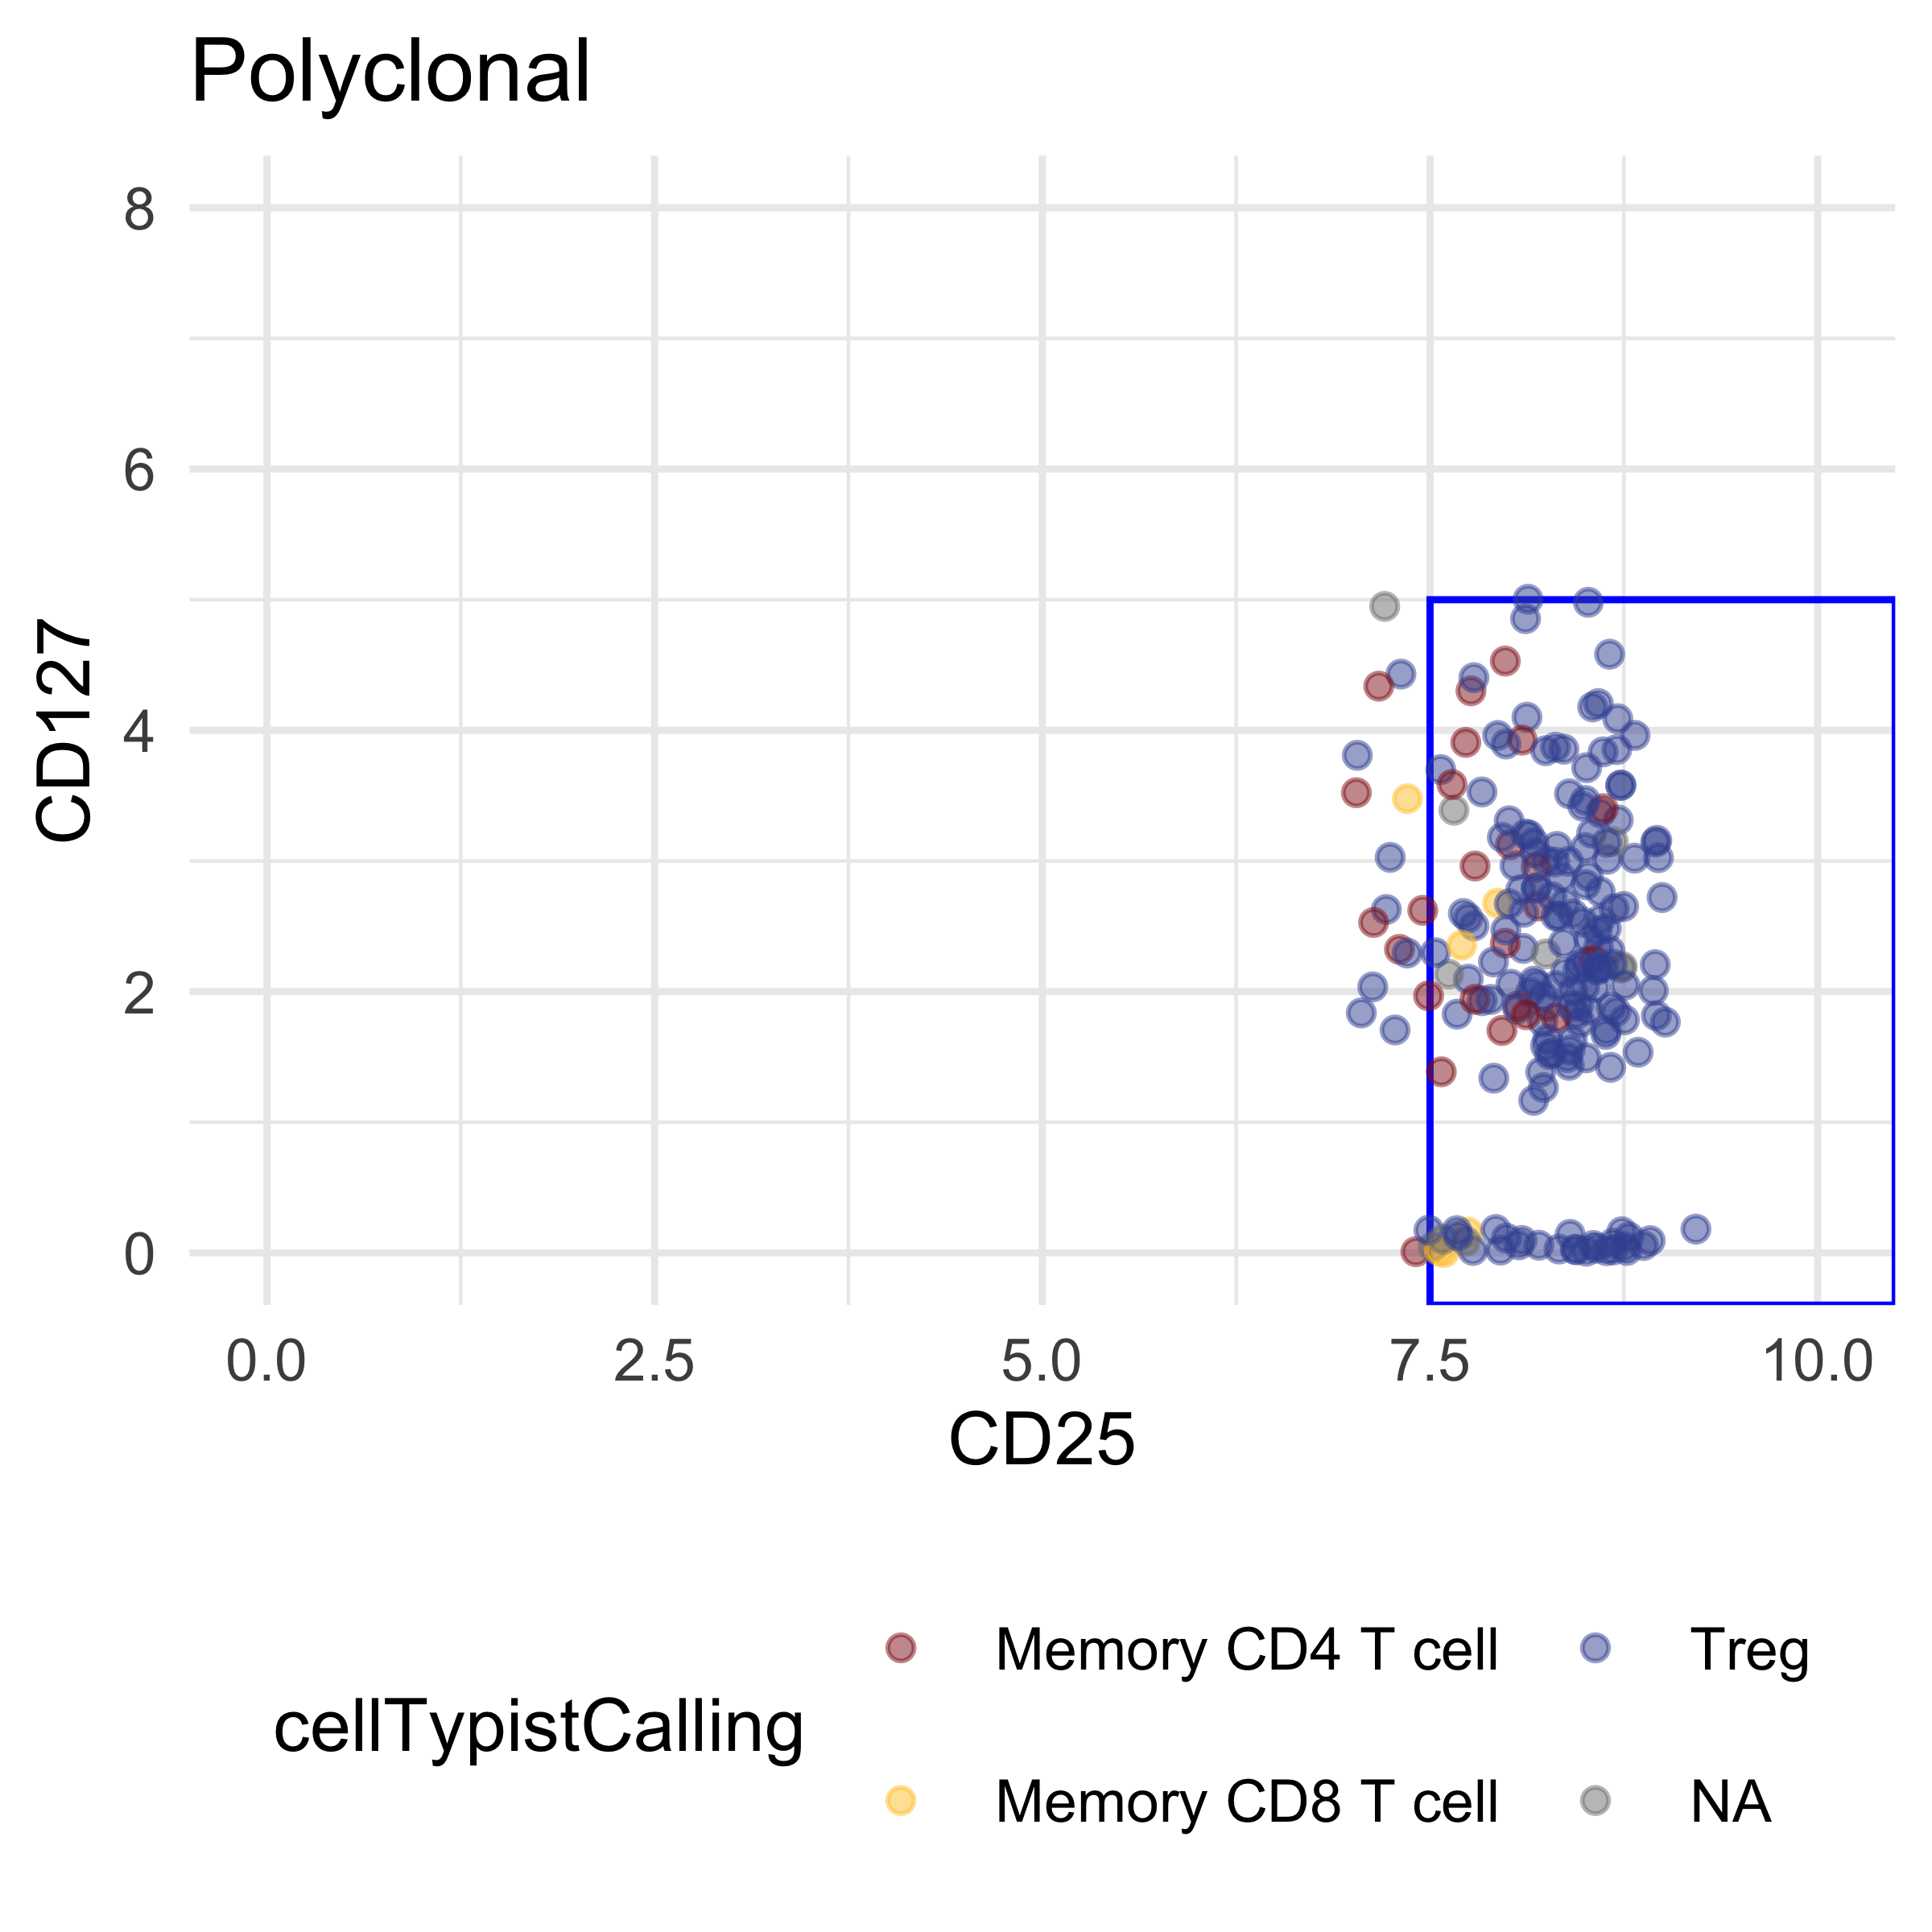 Polyclonal
8
6
4
2
0
CD127
0.0 2.5 5.0 7.5 10.0
CD25
cellTypistCalling
Memory CD4 T cell Treg
Memory CD8 T cell NA